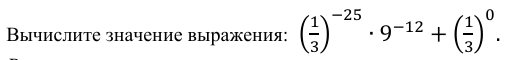 Вычислите значение выражения: (1/3)^−25 · 9^−12 + (1/3)^0.